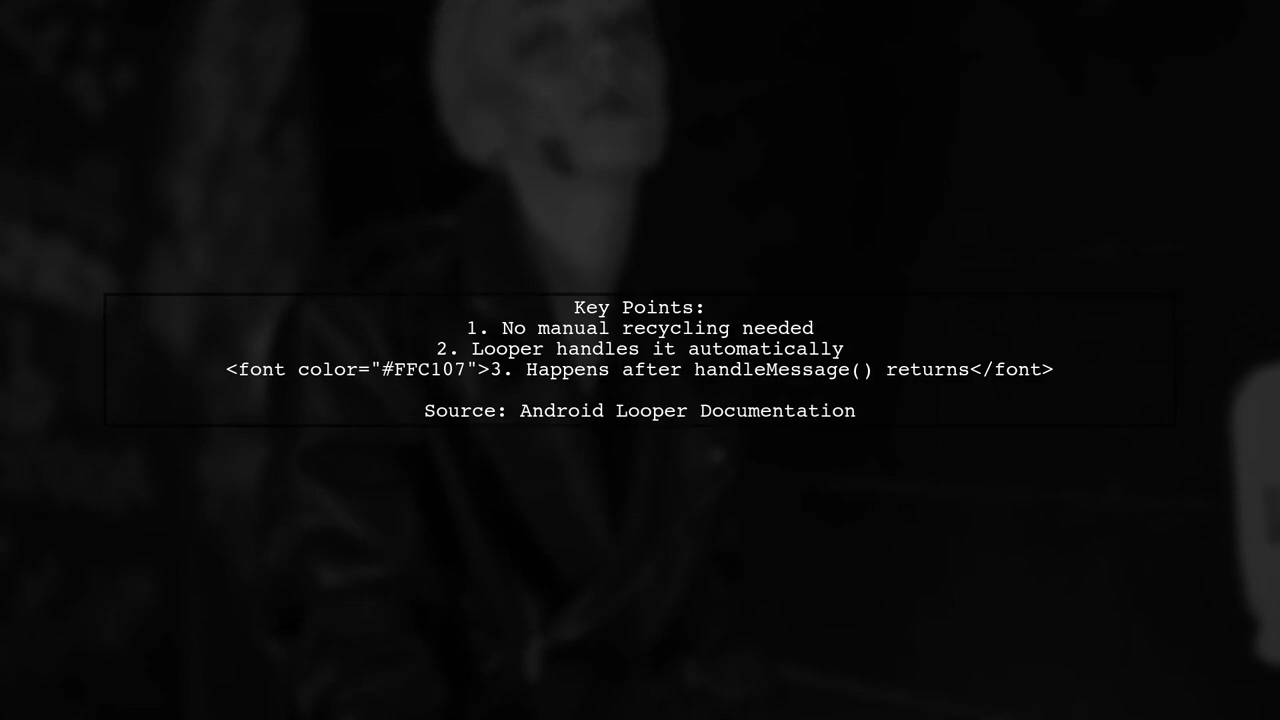 Key Points:
1. No manual recycling needed
2. Looper handles it automatically
<font color="#FFC107">3. Happens after handleMessage() returns</font>
Source: Android Looper Documentation